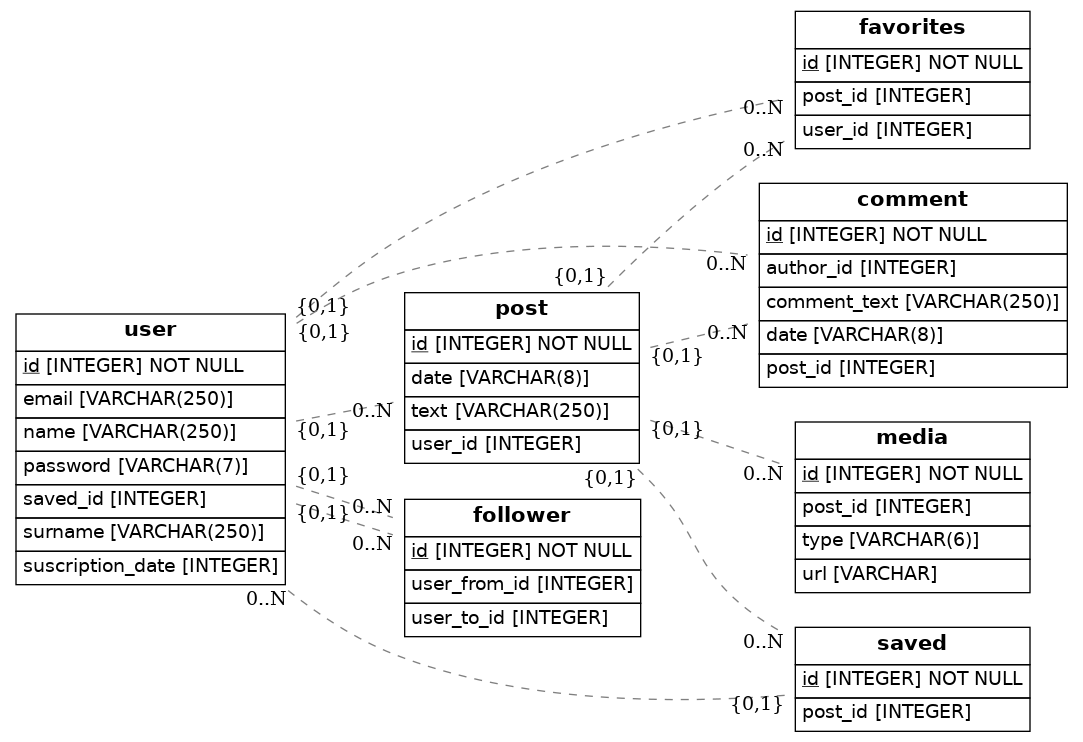 favorites
id [INTEGER] NOT NULL
post_id [INTEGER]
user_id [INTEGER]
0..N
0..N
comment
id [INTEGER] NOT NULL
author_id [INTEGER]
comment_text [VARCHAR(250)]
date [VARCHAR(8)]
post_id [INTEGER]
0..N
0..N
{0,1}
{0,1}
{0,1}
user
id [INTEGER] NOT NULL
email [VARCHAR(250)]
name [VARCHAR(250)]
password [VARCHAR(7)]
saved_id [INTEGER]
surname [VARCHAR(250)]
suscription_date [INTEGER]
post
id [INTEGER] NOT NULL
date [VARCHAR(8)]
text [VARCHAR(250)]
user_id [INTEGER]
{0,1}
0..N
{0,1}
{0,1}
{0,1}
media
id [INTEGER] NOT NULL
post_id [INTEGER]
type [VARCHAR(6)]
url [VARCHAR]
0..N
{0,1}
{0,1}
0..N
0..N
follower
id [INTEGER] NOT NULL
user_from_id [INTEGER]
user_to_id [INTEGER]
0..N
0..N
{0,1}
saved
id [INTEGER] NOT NULL
post_id [INTEGER]